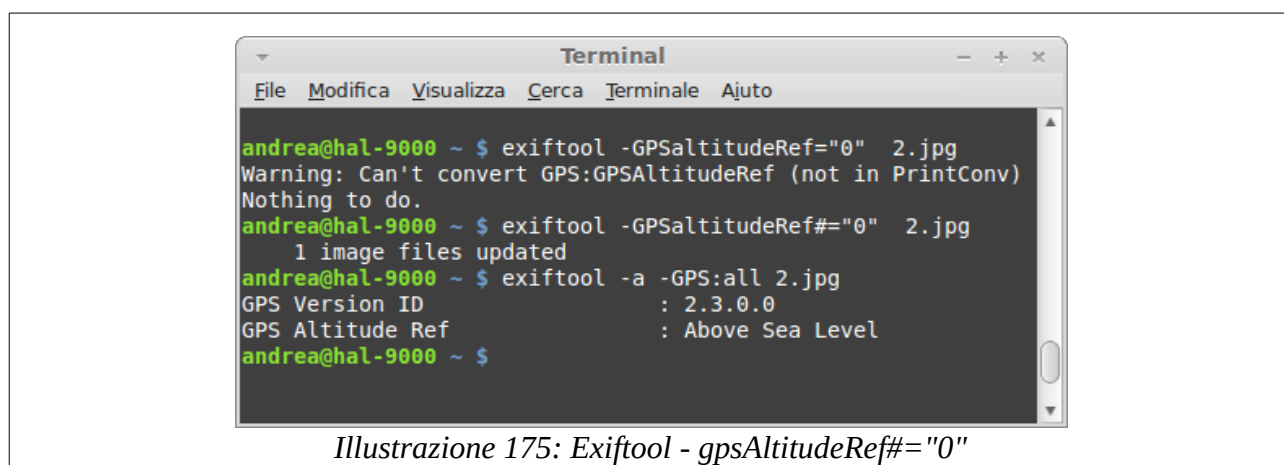 Terminal
File Modifica Visualizza Cerca Terminale Aiuto
andrea@hal-9000 ~ $ exiftool -GPSaltitudeRef="0"  2.jpg
Warning: Can't convert GPS:GPSAltitudeRef (not in PrintConv)
Nothing to do.
andrea@hal-9000 ~ $ exiftool -GPSaltitudeRef#="0"  2.jpg
    1 image files updated
andrea@hal-9000 ~ $ exiftool -a -GPS:all 2.jpg
GPS Version ID                  : 2.3.0.0
GPS Altitude Ref                : Above Sea Level
andrea@hal-9000 ~ $
Illustrazione 175: Exiftool - gpsAltitudeRef#="0"